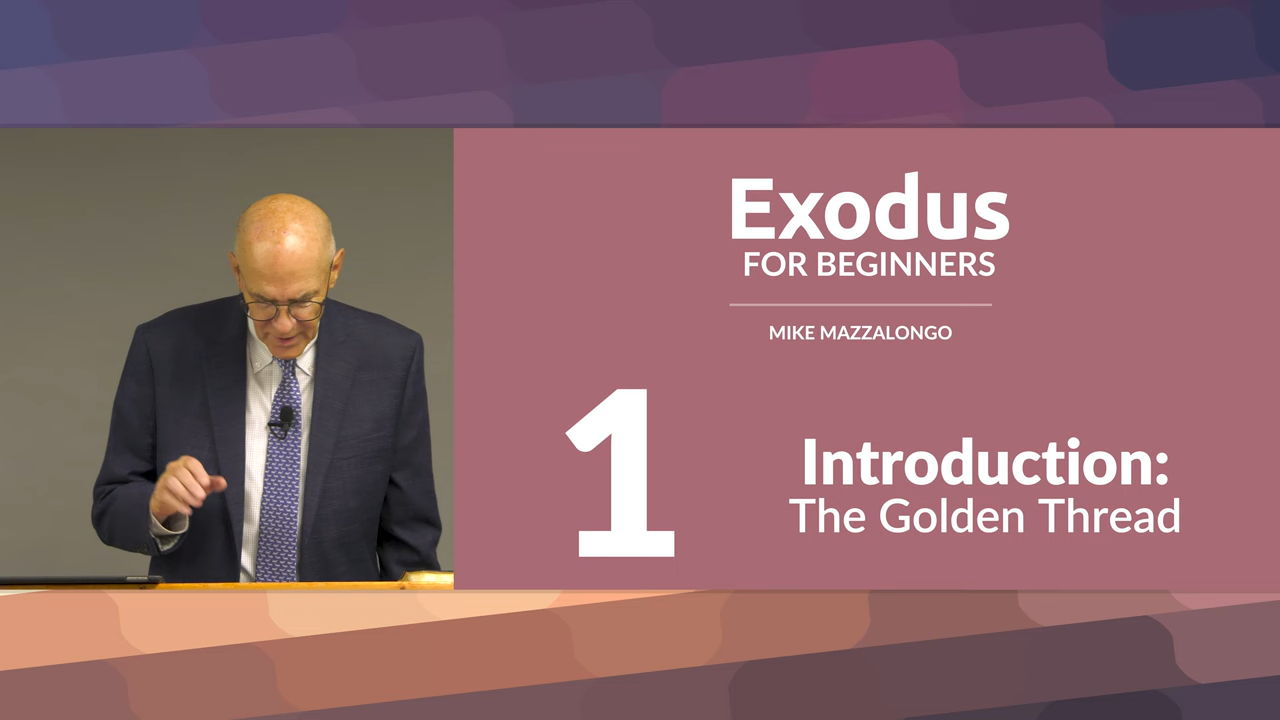 Exodus
FOR BEGINNERS
MIKE MAZZALONGO
1
Introduction:
The Golden Thread